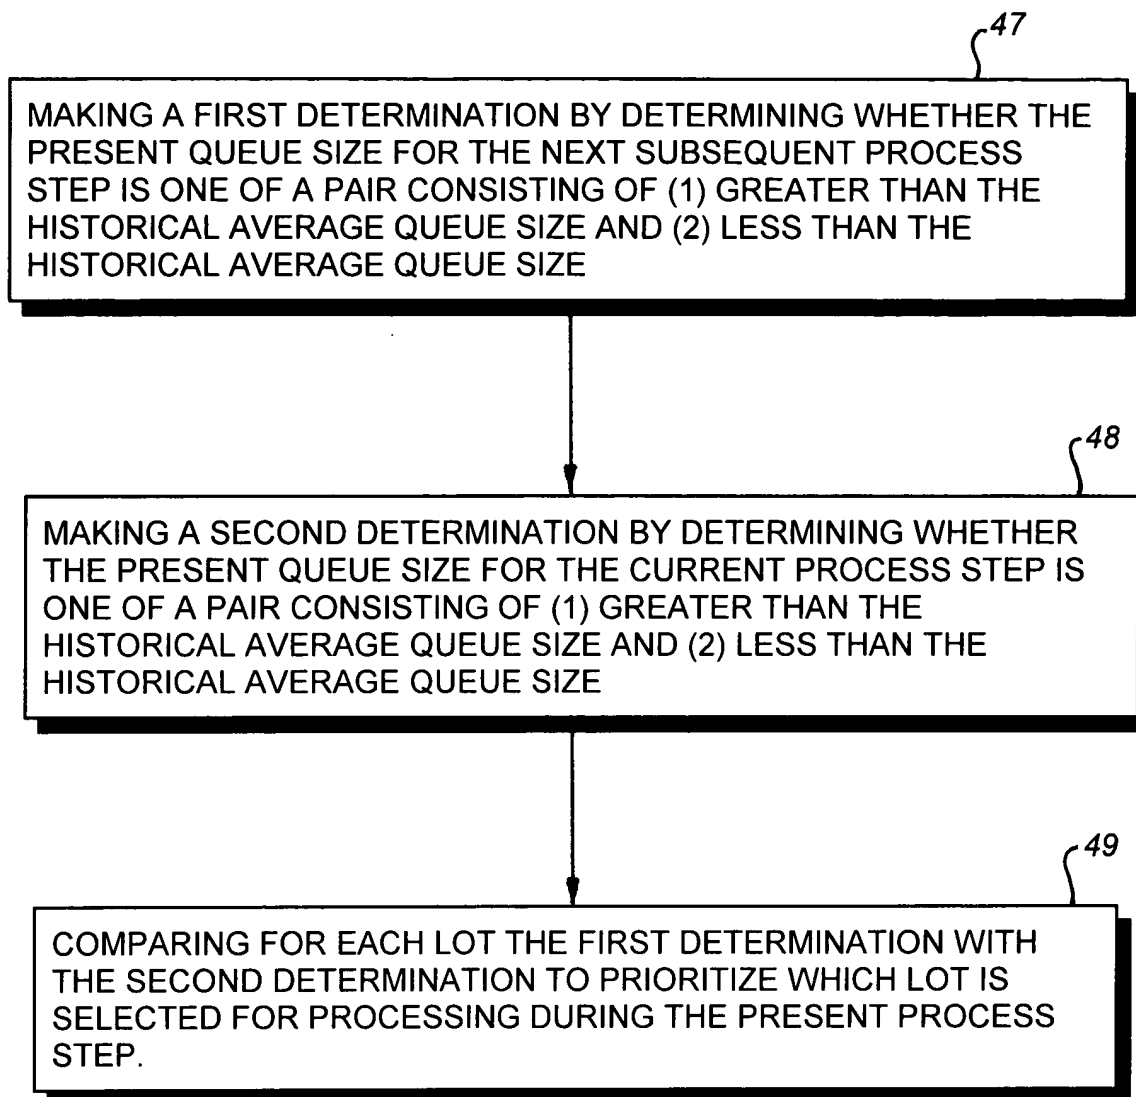 47
MAKING A FIRST DETERMINATION BY DETERMINING WHETHER THE
PRESENT QUEUE SIZE FOR THE NEXT SUBSEQUENT PROCESS
STEP IS ONE OF A PAIR CONSISTING OF (1) GREATER THAN THE
HISTORICAL AVERAGE QUEUE SIZE AND (2) LESS THAN THE
HISTORICAL AVERAGE QUEUE SIZE
48
MAKING A SECOND DETERMINATION BY DETERMINING WHETHER
THE PRESENT QUEUE SIZE FOR THE CURRENT PROCESS STEP IS
ONE OF A PAIR CONSISTING OF (1) GREATER THAN THE
HISTORICAL AVERAGE QUEUE SIZE AND (2) LESS THAN THE
HISTORICAL AVERAGE QUEUE SIZE
49
COMPARING FOR EACH LOT THE FIRST DETERMINATION WITH
THE SECOND DETERMINATION TO PRIORITIZE WHICH LOT IS
SELECTED FOR PROCESSING DURING THE PRESENT PROCESS
STEP.